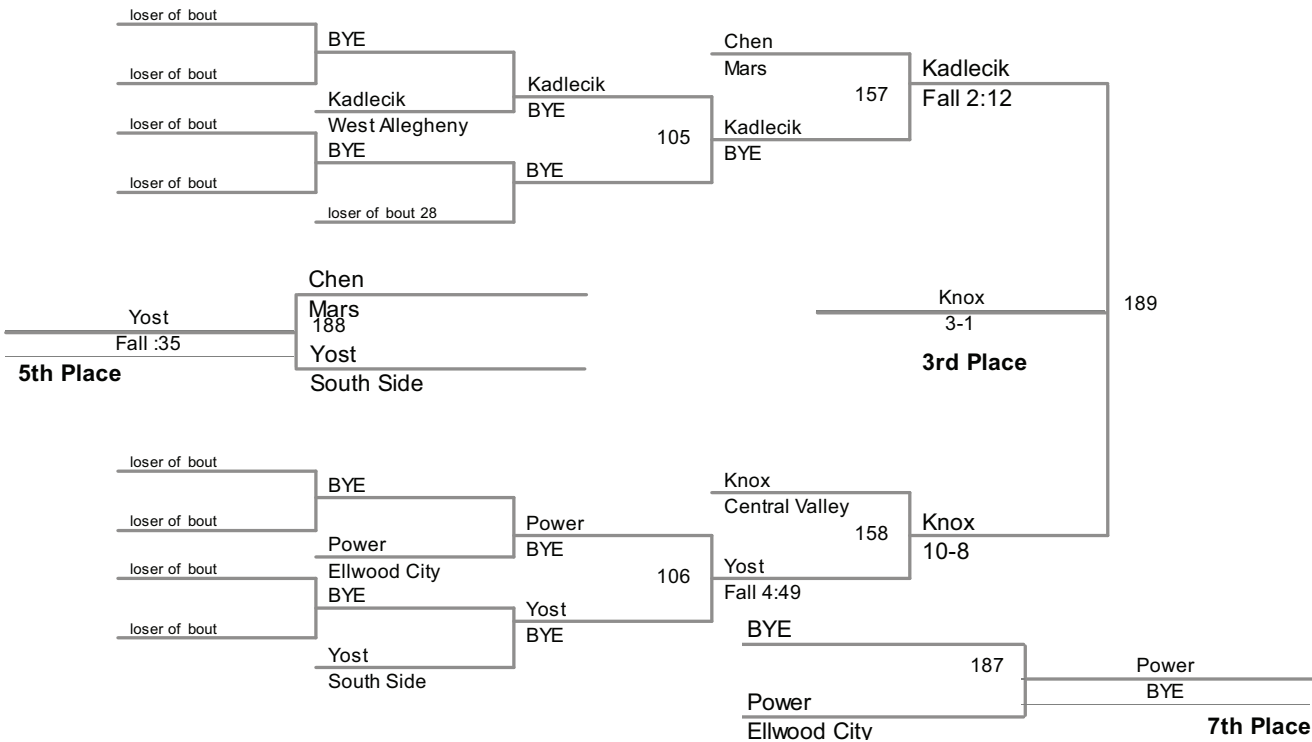 loser of bout
BYE
loser of bout
Kadlecik
West Allegheny
Kadlecik
BYE
loser of bout
BYE
loser of bout
loser of bout 28
BYE
105
Chen
Mars
Kadlecik
BYE
157
Kadlecik
Fall 2:12
Chen
Mars
188
Yost
South Side
Yost
Fall :35
5th Place
Knox
3-1
3rd Place
189
loser of bout
BYE
loser of bout
Power
Ellwood City
Power
BYE
loser of bout
BYE
loser of bout
Yost
South Side
Yost
BYE
106
Knox
Central Valley
Yost
Fall 4:49
158
Knox
10-8
BYE
187
Power
Ellwood City
Power
BYE
7th Place